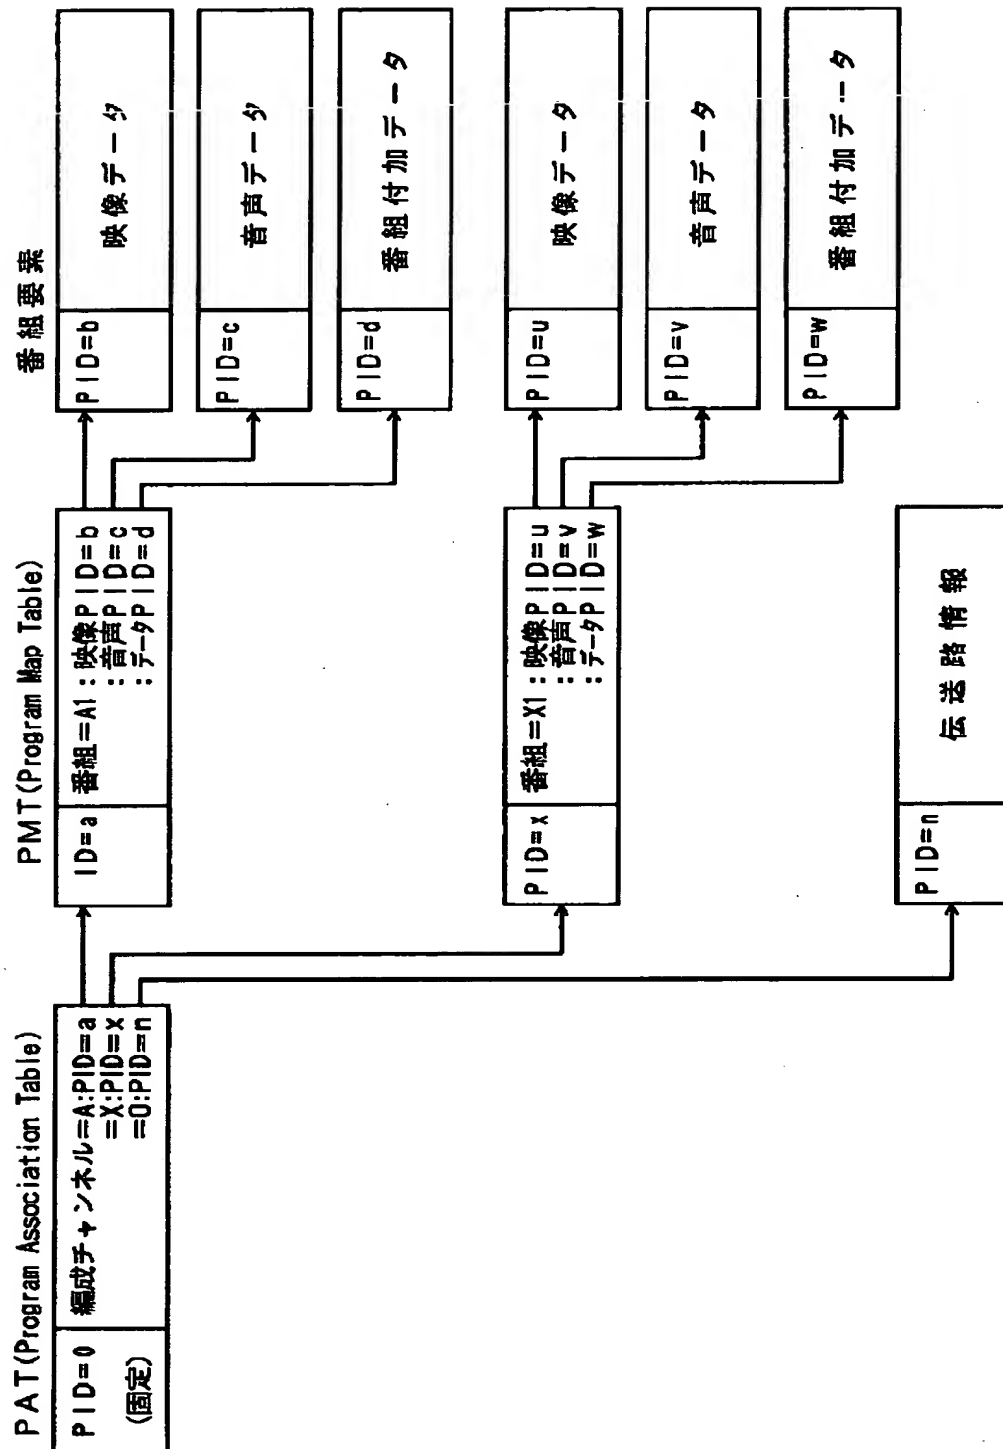 PAT(Program Association Table)
PID=0
(固定)
編成チャンネル=A:PID=a
=X:PID=x
=0:PID=n
PMT(Program Map Table)
ID=a
番組=A1:映像PID=b
:音声PID=c
:データPID=d
PID=x
番組=X1:映像PID=u
:音声PID=v
:データPID=w
PID=n
伝送路情報
番組要素
PID=b
映像データ
PID=c
音声データ
PID=d
番組付加データ
PID=u
映像データ
PID=v
音声データ
PID=w
番組付加データ